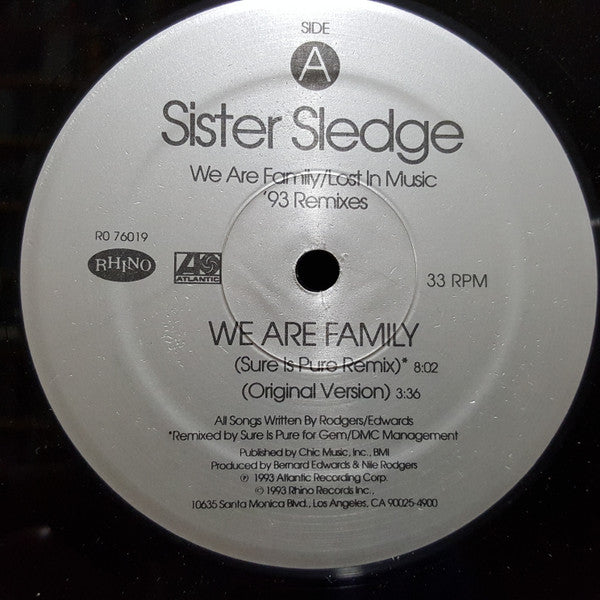 SIDE
A
Sister Sledge
We Are Family/Lost In Music
'93 Remixes
RO 76019
RHINO
ATLANTIC
33 RPM
WE ARE FAMILY
(Sure Is Pure Remix)* 8:02
(Original Version) 3:36
All Songs Written By Rodgers/Edwards
*Remixed by Sure Is Pure for Gem/DMC Management
Published by Chic Music, Inc., BMI
Produced by Bernard Edwards & Nile Rodgers
℗ 1993 Atlantic Recording Corp.
© 1993 Rhino Records Inc.,
10635 Santa Monica Blvd., Los Angeles, CA 90025-4900